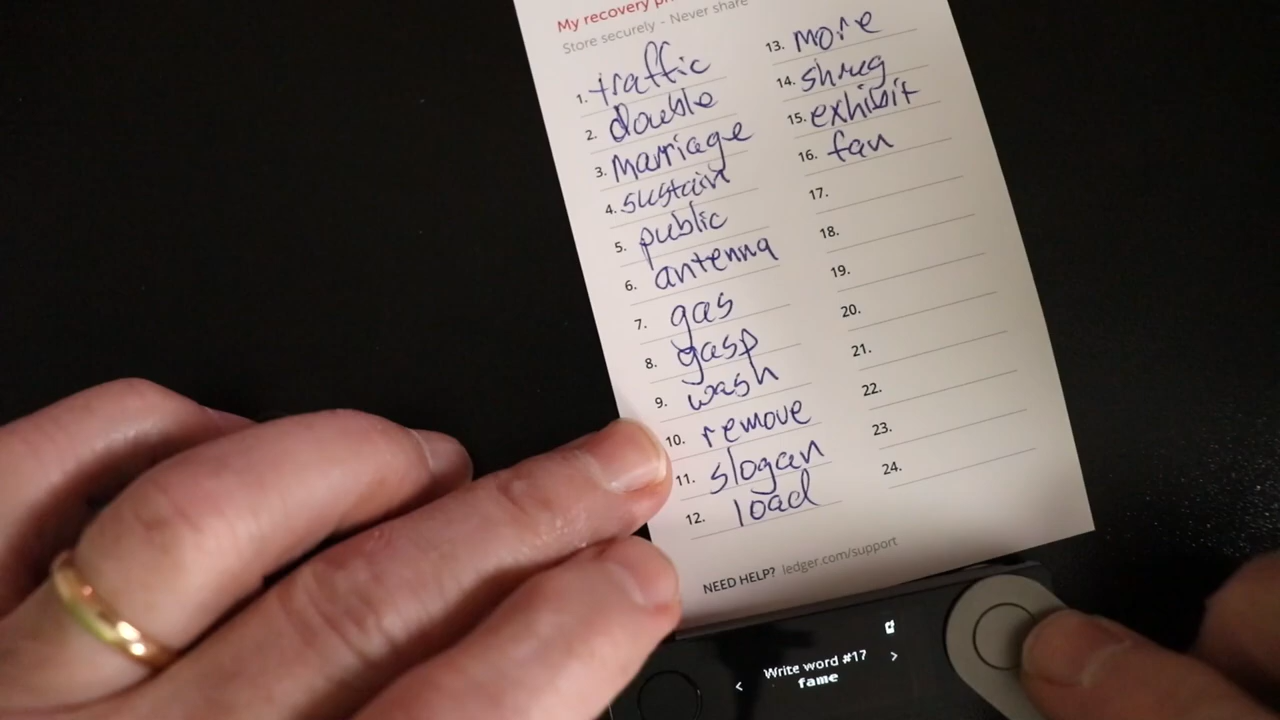 My recovery
Store securely - Never share
1. traffic
2. double
3. marriage
4. sustain
5. public
6. antenna
7. gas
8. gasp
9. wash
10. remove
11. slogan
12. load
13. more
14. shrug
15. exhibit
16. fan
17.
18.
19.
20.
21.
22.
23.
24.
NEED HELP? ledger.com/support
Write word #17
fame